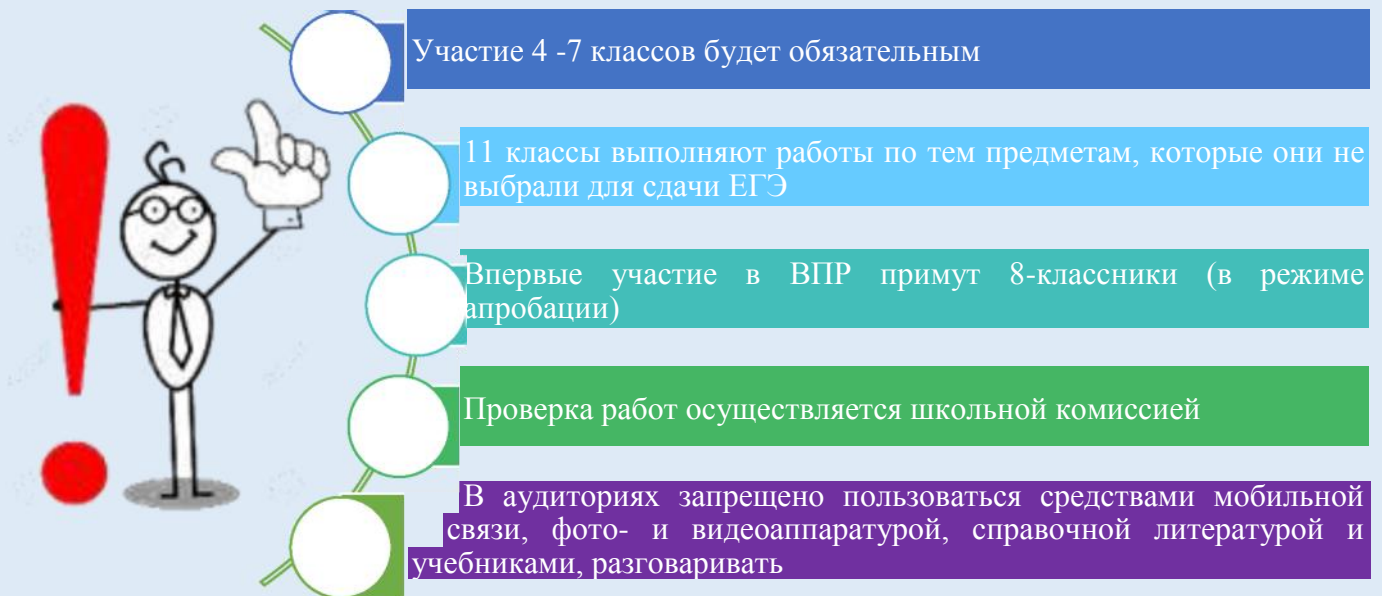 Участие 4 -7 классов будет обязательным
11 классы выполняют работы по тем предметам, которые они не
выбрали для сдачи ЕГЭ
Впервые участие в ВПР примут 8-классники (в режиме
апробации)
Проверка работ осуществляется школьной комиссией
В аудиториях запрещено пользоваться средствами мобильной
связи, фото- и видеоаппаратурой, справочной литературой и
учебниками, разговаривать